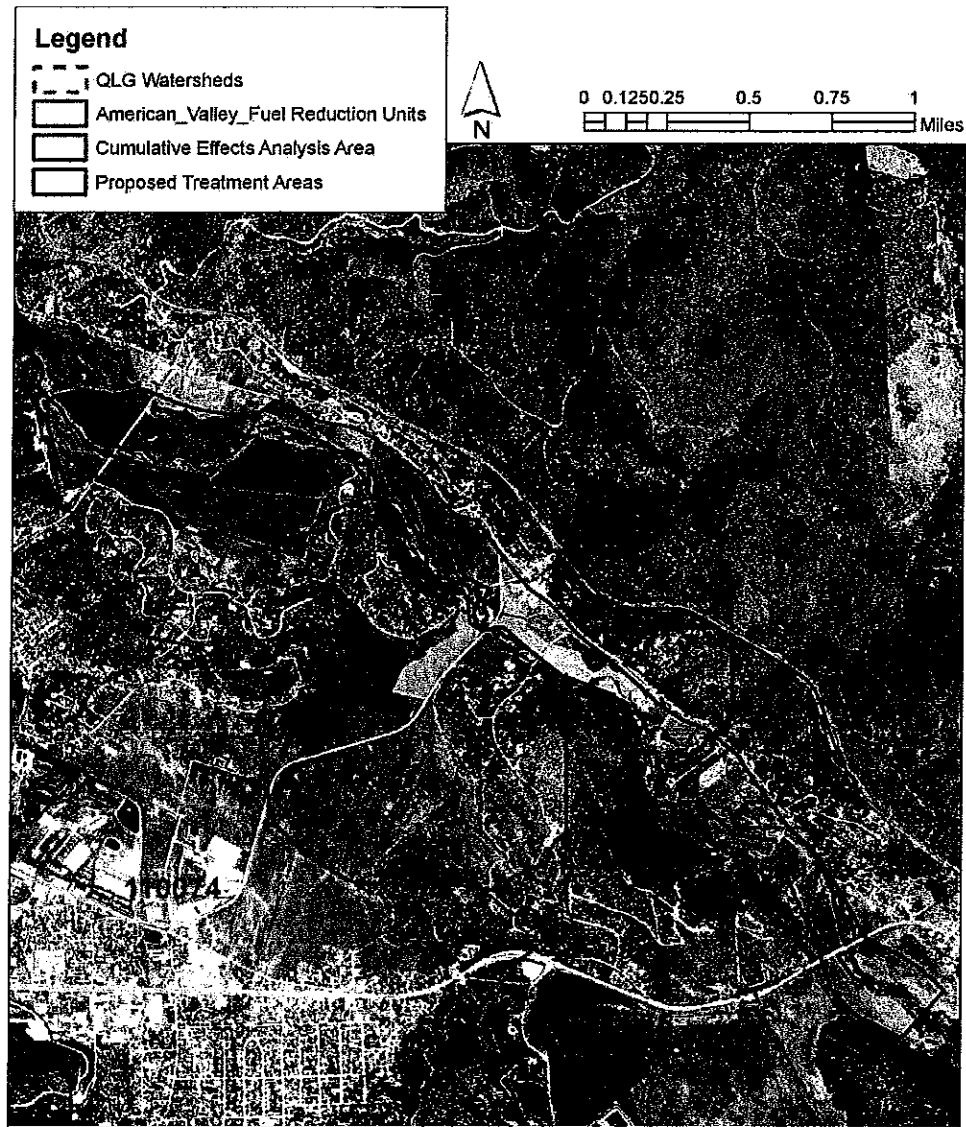 Legend
QLG Watersheds
American_Valley_Fuel Reduction Units
Cumulative Effects Analysis Area
Proposed Treatment Areas
N
0 0.1250.25 0.5 0.75 1
Miles
110024